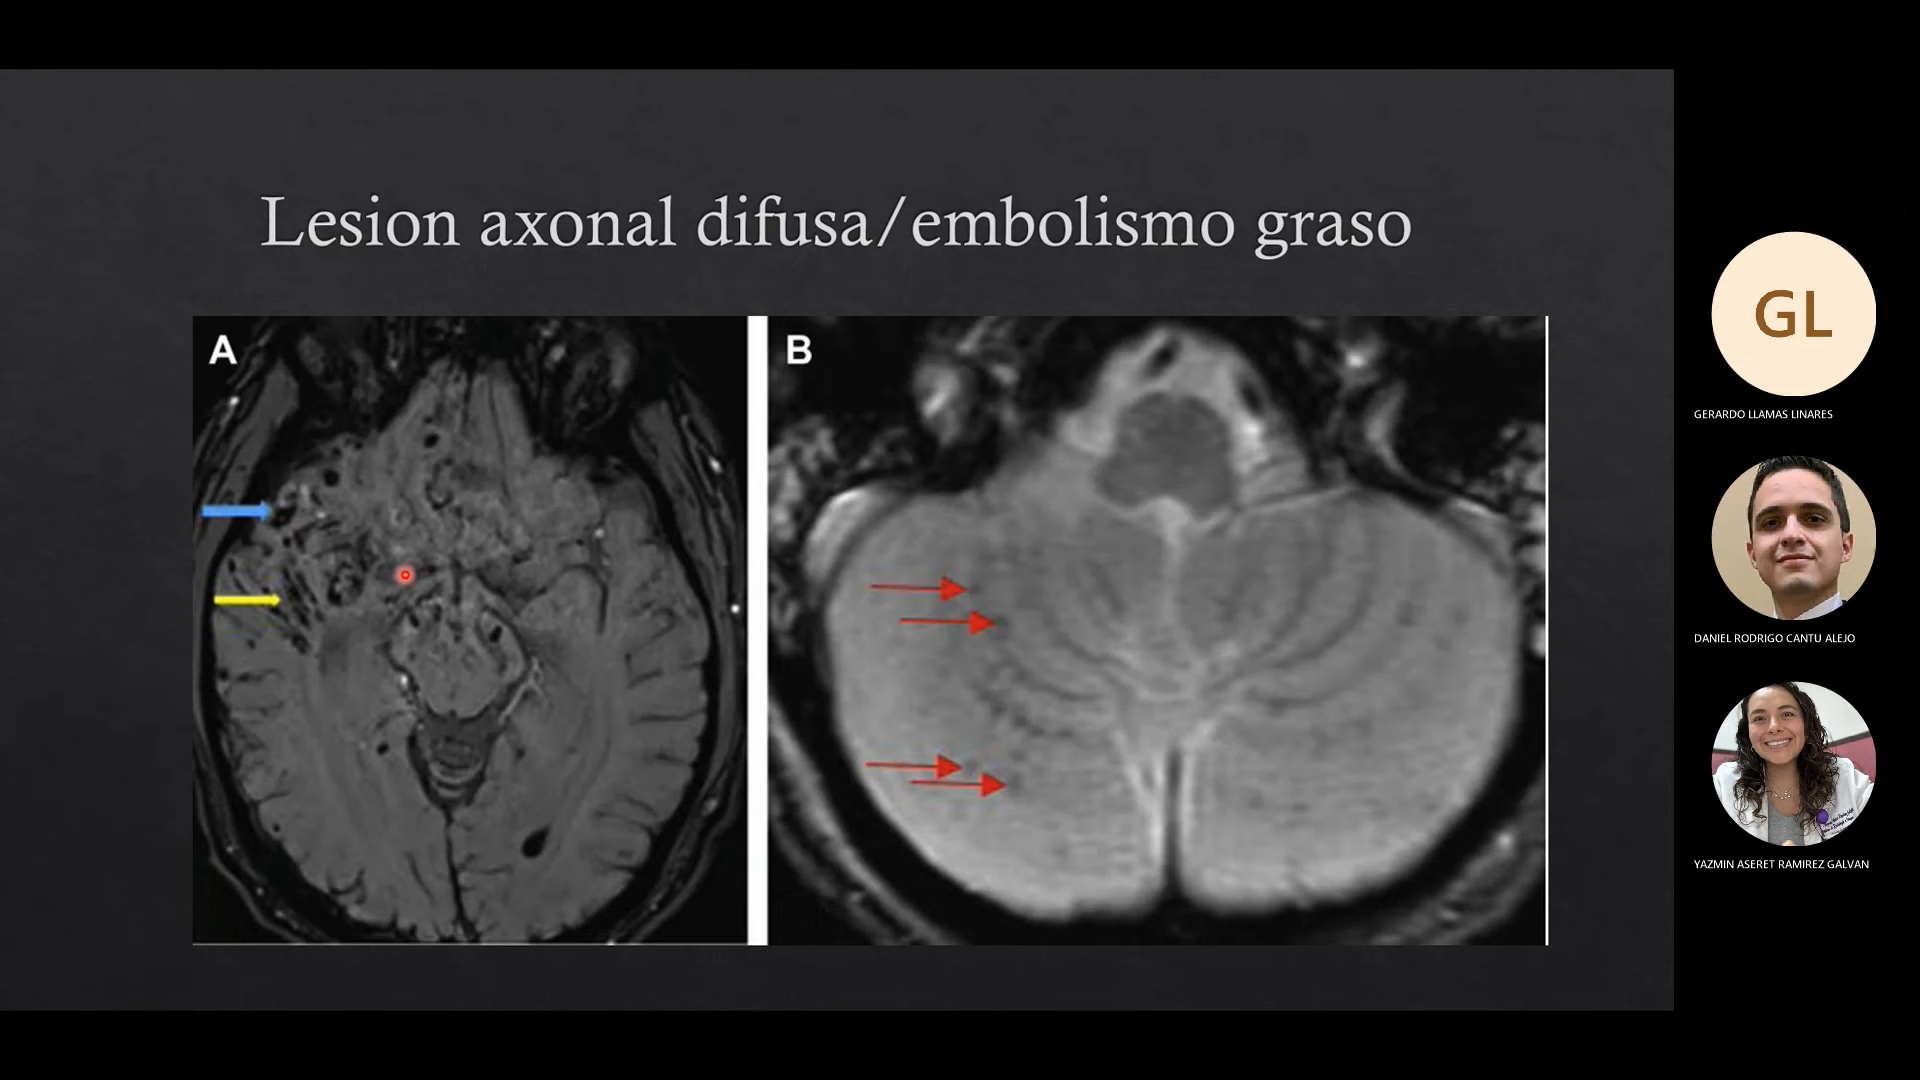 Lesion axonal difusa/embolismo graso
A
B
GL
GERARDO LLAMAS LINARES
DANIEL RODRIGO CANTU ALEJO
YAZMIN ASERET RAMIREZ GALVAN